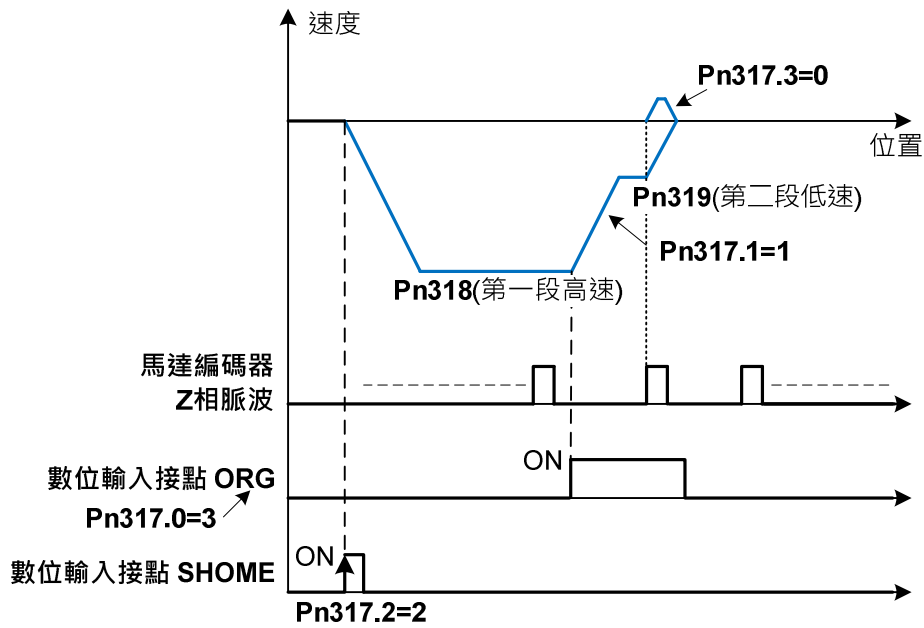 速度
Pn317.3=0
位置
Pn319(第二段低速)
Pn317.1=1
Pn318(第一段高速)
馬達編碼器
Z相脈波
ON
數位輸入接點 ORG
Pn317.0=3
ON
數位輸入接點 SHOME
Pn317.2=2